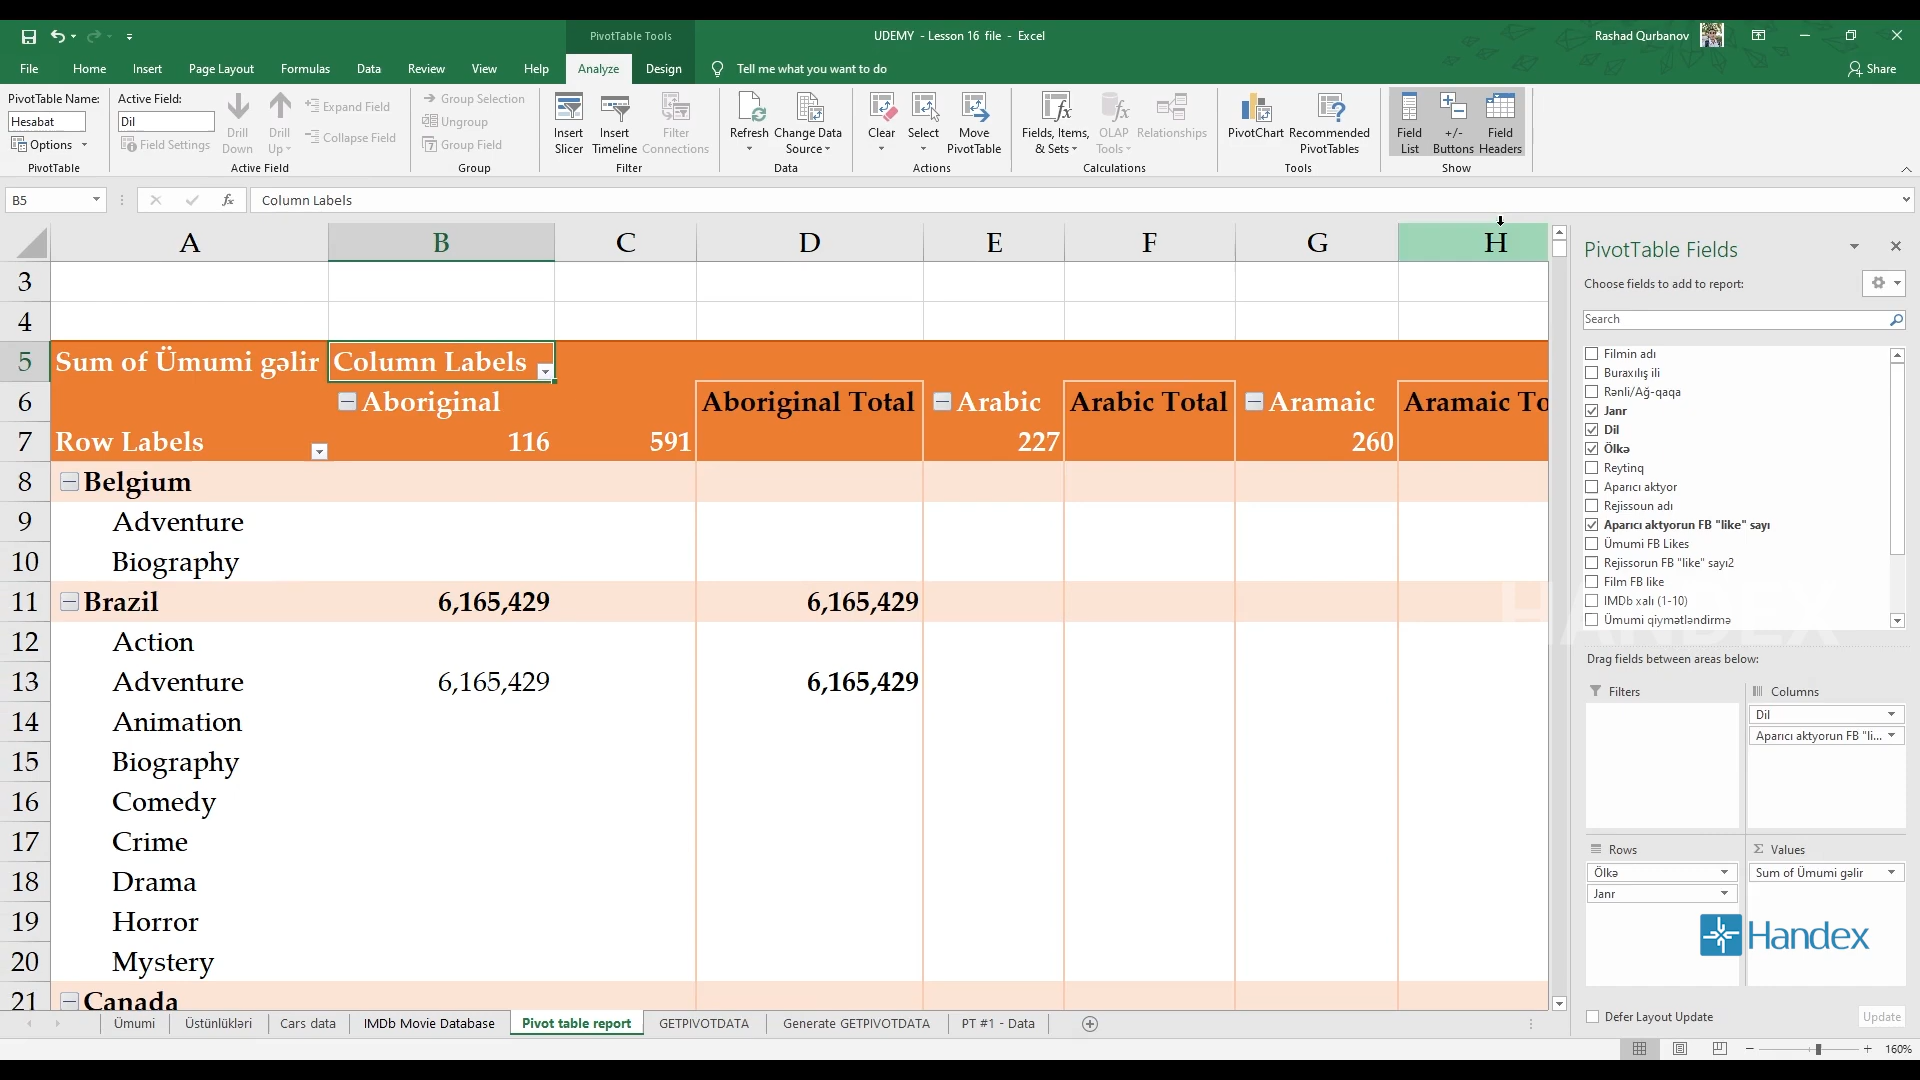 PivotTable Tools
UDEMY - Lesson 16 file - Excel
Rashad Qurbanov
File Home Insert Page Layout Formulas Data Review View Help Analyze Design Tell me what you want to do Share
PivotTable Name:
Hesabat
Options
PivotTable
Active Field:
Dil
Field Settings
Drill
Down
Drill
Up
Expand Field
Collapse Field
Active Field
Group Selection
Ungroup
Group Field
Group
Insert
Slicer
Insert
Timeline
Filter
Connections
Filter
Refresh
Change Data
Source
Data
Clear
Select
Move
PivotTable
Actions
Fields, Items,
& Sets
OLAP
Tools
Relationships
Calculations
PivotChart
Recommended
PivotTables
Tools
Field
List
+/-
Buttons
Field
Headers
Show
B5
fx
Column Labels
A B C D E F G H
3
4
5 Sum of Ümumi gəlir Column Labels
6 Aboriginal Aboriginal Total Arabic Arabic Total Aramaic Aramaic To
7 Row Labels 116 591 227 260
8 Belgium
9 Adventure
10 Biography
11 Brazil 6,165,429 6,165,429
12 Action
13 Adventure 6,165,429 6,165,429
14 Animation
15 Biography
16 Comedy
17 Crime
18 Drama
19 Horror
20 Mystery
21 Canada
Ümumi Üstünlükləri Cars data IMDb Movie Database Pivot table report GETPIVOTDATA Generate GETPIVOTDATA PT #1 - Data
PivotTable Fields
Choose fields to add to report:
Search
Filmin adı
Buraxılış ili
Rənli/Ağ-qaqa
Janr
Dil
Ölkə
Reytinq
Aparıcı aktyor
Rejissoun adı
Aparıcı aktyorun FB "like" sayı
Ümumi FB Likes
Rejissorun FB "like" sayı2
Film FB like
IMDb xalı (1-10)
Ümumi qiymətləndirmə
HANDEX
Drag fields between areas below:
Filters
Columns
Dil
Aparıcı aktyorun FB "li...
Rows
Ölkə
Janr
Values
Sum of Ümumi gəlir
Handex
Defer Layout Update
Update
160%